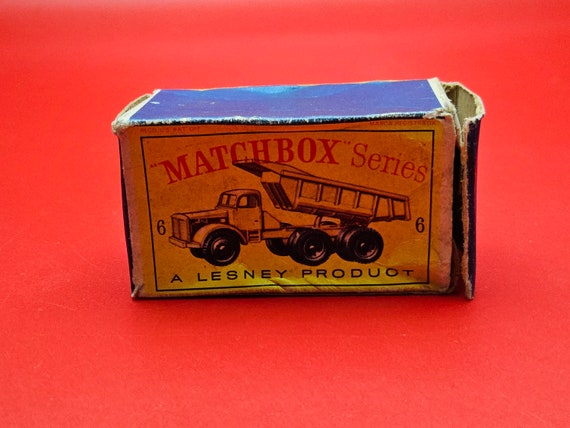 "MATCHBOX" Series
6 6
A LESNEY PRODUCT